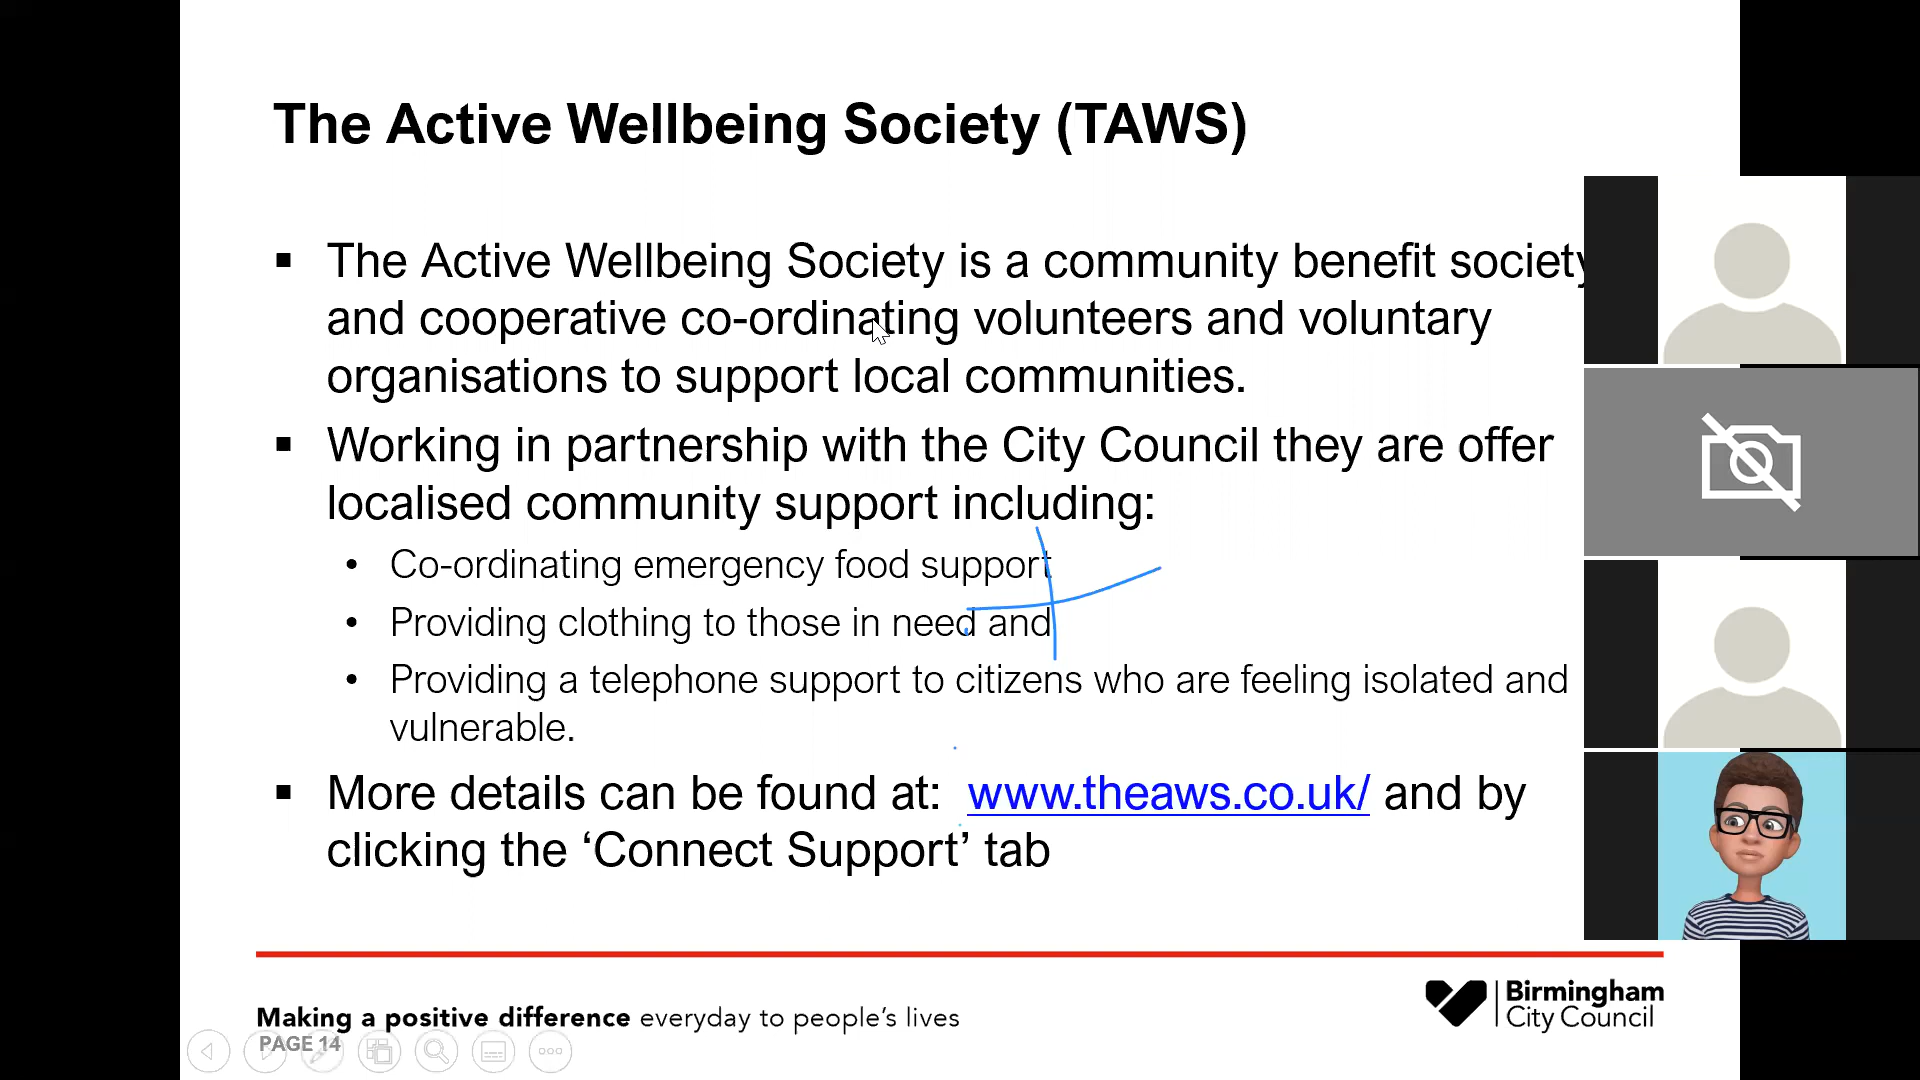 The Active Wellbeing Society (TAWS)
The Active Wellbeing Society is a community benefit society
and cooperative co-ordinating volunteers and voluntary
organisations to support local communities.
Working in partnership with the City Council they are offer
localised community support including:
Co-ordinating emergency food support
Providing clothing to those in need and
Providing a telephone support to citizens who are feeling isolated and
vulnerable.
More details can be found at: www.theaws.co.uk/ and by
clicking the ‘Connect Support’ tab
Making a positive difference everyday to people’s lives
Birmingham
City Council
PAGE 14